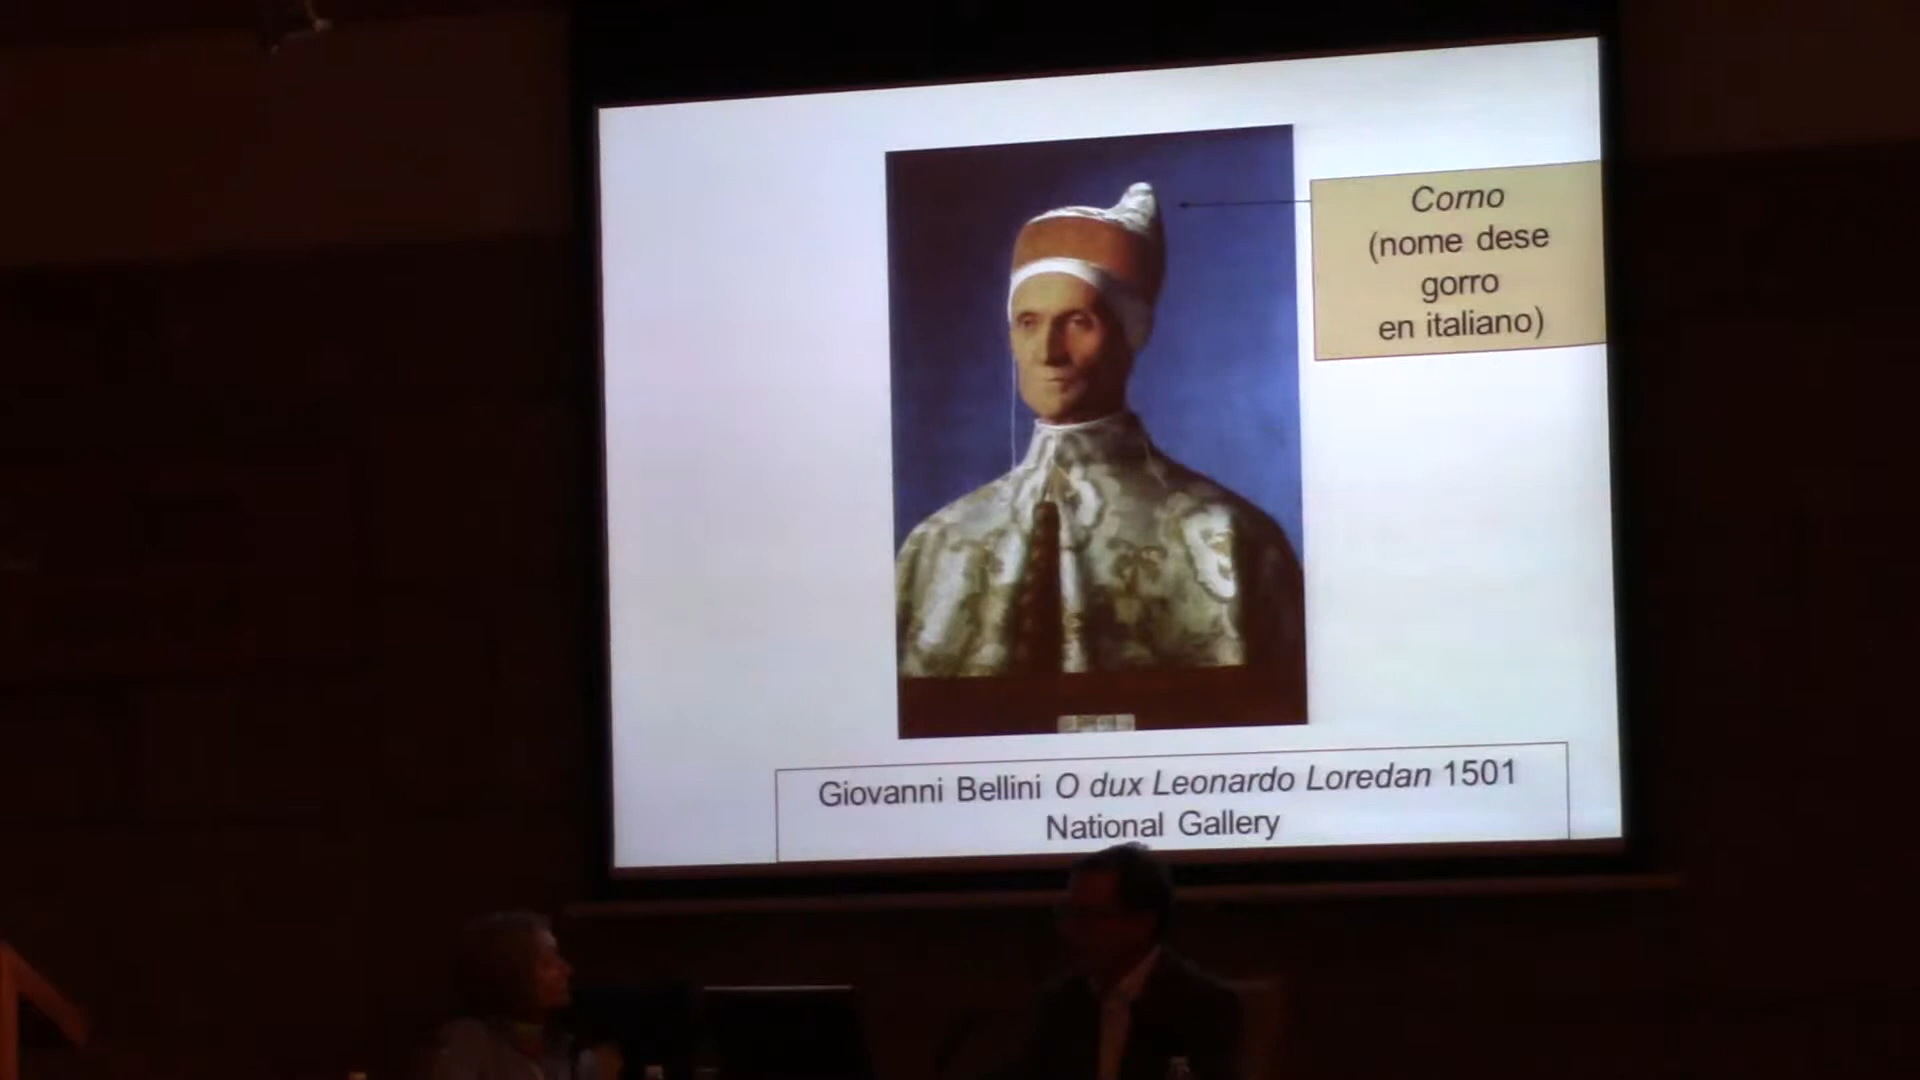 Corno
(nome dese
gorro
en italiano)
Giovanni Bellini O dux Leonardo Loredan 1501
National Gallery